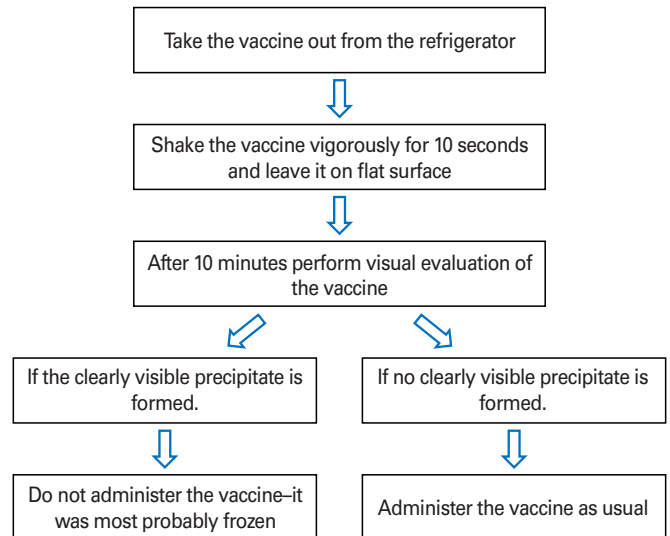 Take the vaccine out from the refrigerator
Shake the vaccine vigorously for 10 seconds
and leave it on flat surface
After 10 minutes perform visual evaluation of
the vaccine
If the clearly visible precipitate is
formed.
If no clearly visible precipitate is
formed.
Do not administer the vaccine–it
was most probably frozen
Administer the vaccine as usual